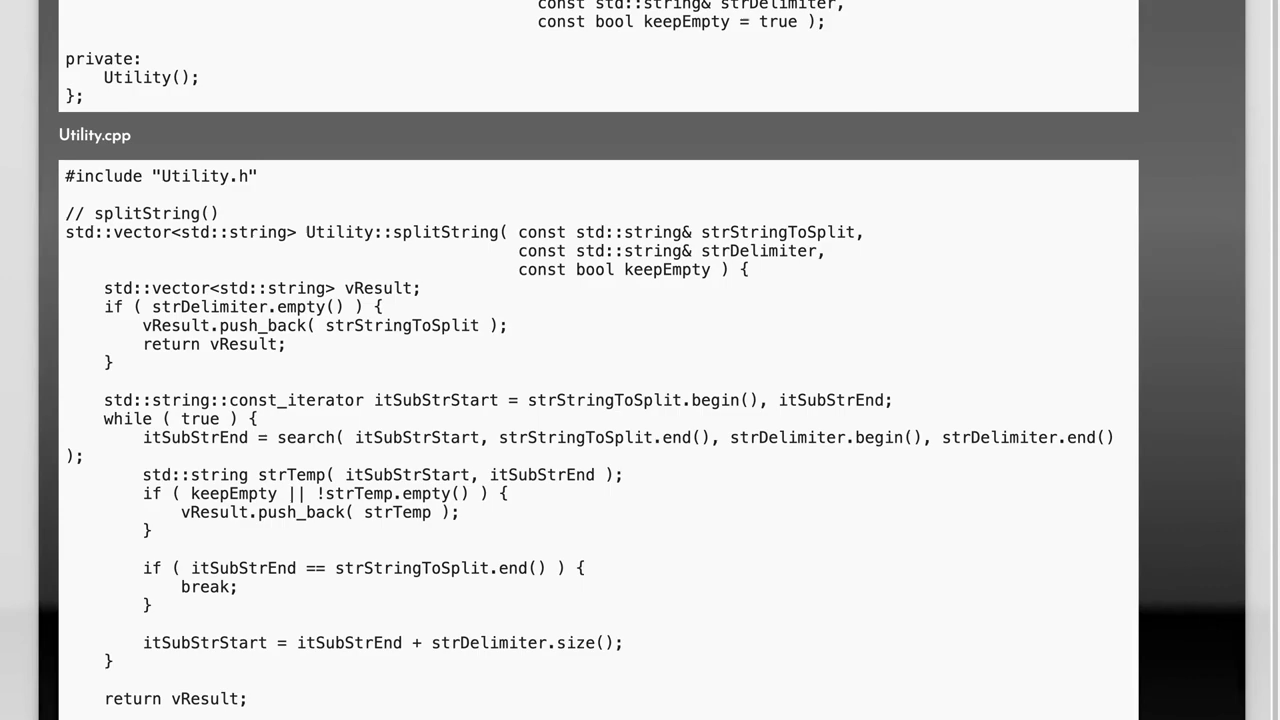 const std::string& strDelimiter,
const bool keepEmpty = true );
private:
Utility();
};
Utility.cpp
#include "Utility.h"
// splitString()
std::vector<std::string> Utility::splitString( const std::string& strStringToSplit,
const std::string& strDelimiter,
const bool keepEmpty ) {
std::vector<std::string> vResult;
if ( strDelimiter.empty() ) {
vResult.push_back( strStringToSplit );
return vResult;
}
std::string::const_iterator itSubStrStart = strStringToSplit.begin(), itSubStrEnd;
while ( true ) {
itSubStrEnd = search( itSubStrStart, strStringToSplit.end(), strDelimiter.begin(), strDelimiter.end()
);
std::string strTemp( itSubStrStart, itSubStrEnd );
if ( keepEmpty || !strTemp.empty() ) {
vResult.push_back( strTemp );
}
if ( itSubStrEnd == strStringToSplit.end() ) {
break;
}
itSubStrStart = itSubStrEnd + strDelimiter.size();
}
return vResult;